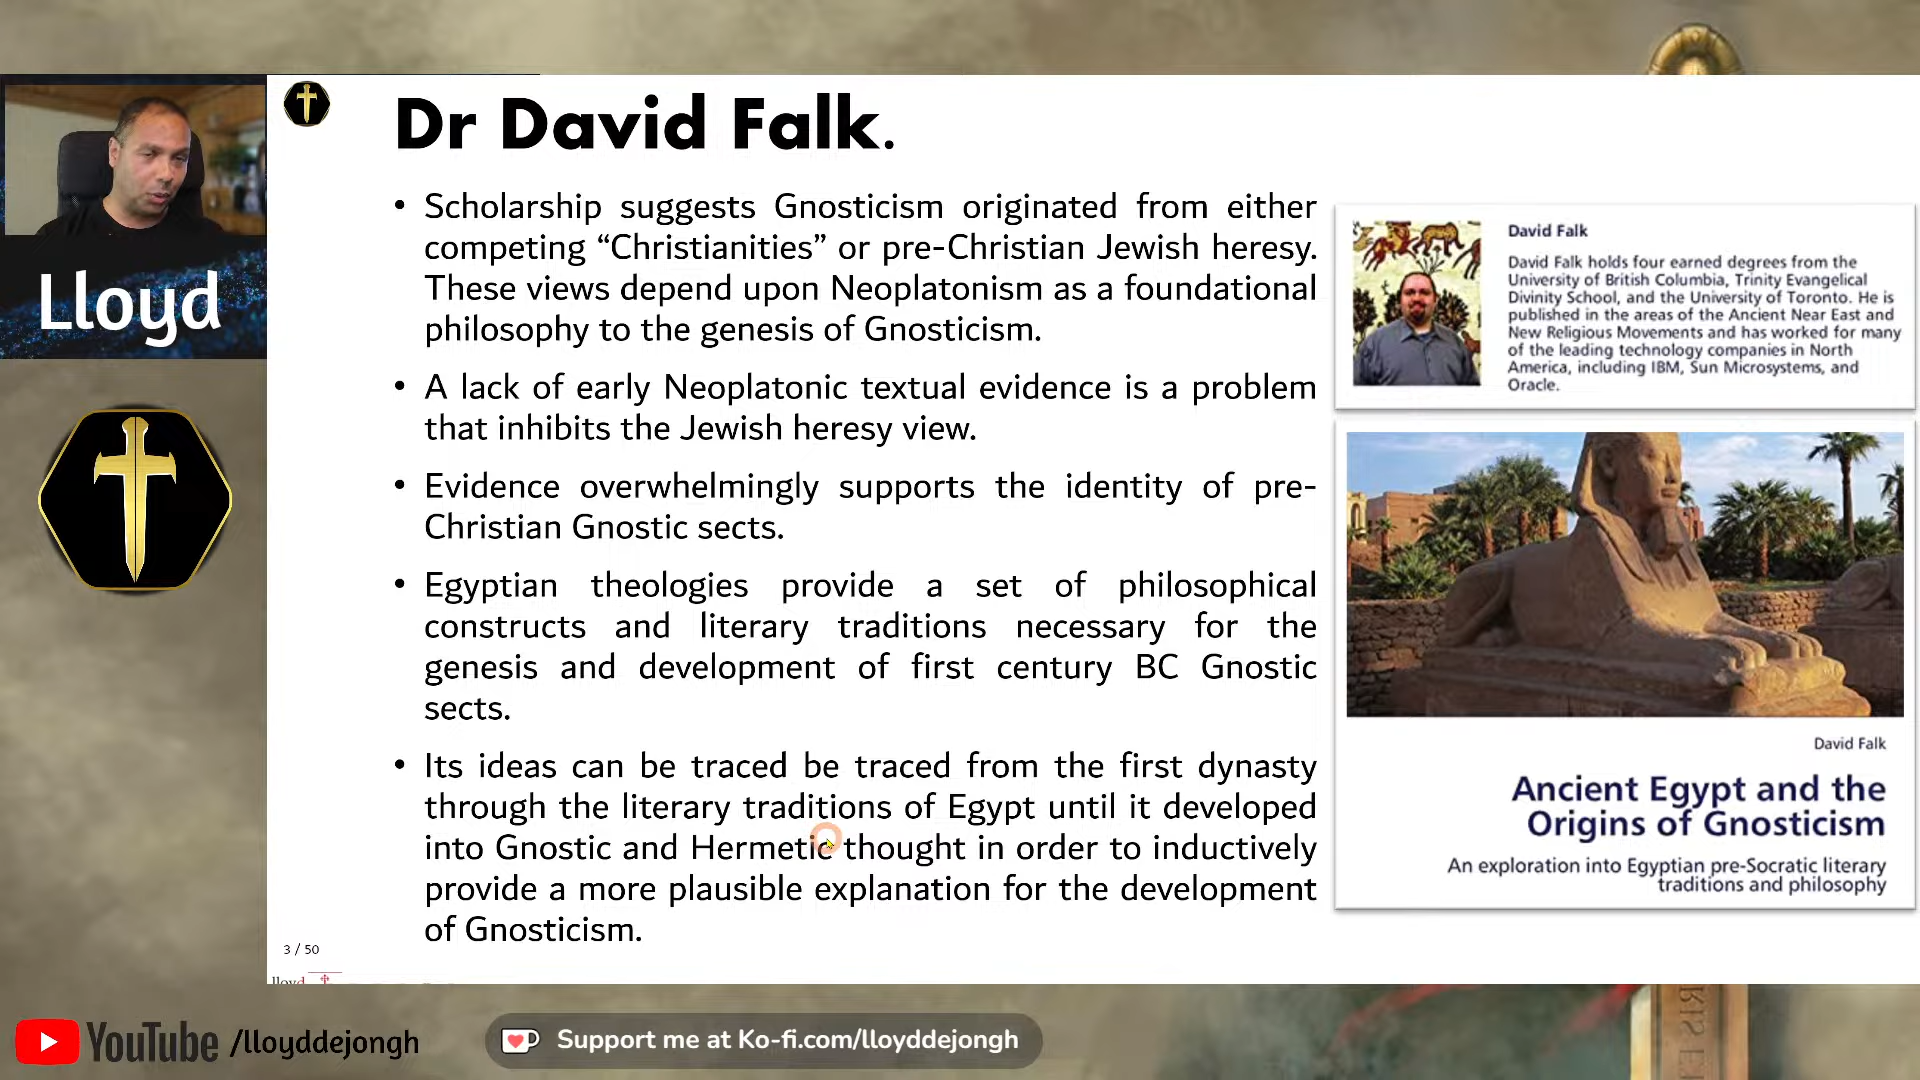 Dr David Falk.
• Scholarship suggests Gnosticism originated from either
competing “Christianities” or pre-Christian Jewish heresy.
These views depend upon Neoplatonism as a foundational
philosophy to the genesis of Gnosticism.
• A lack of early Neoplatonic textual evidence is a problem
that inhibits the Jewish heresy view.
• Evidence overwhelmingly supports the identity of pre-
Christian Gnostic sects.
• Egyptian theologies provide a set of philosophical
constructs and literary traditions necessary for the
genesis and development of first century BC Gnostic
sects.
• Its ideas can be traced be traced from the first dynasty
through the literary traditions of Egypt until it developed
into Gnostic and Hermetic thought in order to inductively
provide a more plausible explanation for the development
of Gnosticism.
3 / 50
David Falk
David Falk holds four earned degrees from the
University of British Columbia, Trinity Evangelical
Divinity School, and the University of Toronto. He is
published in the areas of the Ancient Near East and
New Religious Movements and has worked for many
of the leading technology companies in North
America, including IBM, Sun Microsystems, and
Oracle.
David Falk
Ancient Egypt and the
Origins of Gnosticism
An exploration into Egyptian pre-Socratic literary
traditions and philosophy
Lloyd
YouTube /lloyddejongh
Support me at Ko-fi.com/lloyddejongh